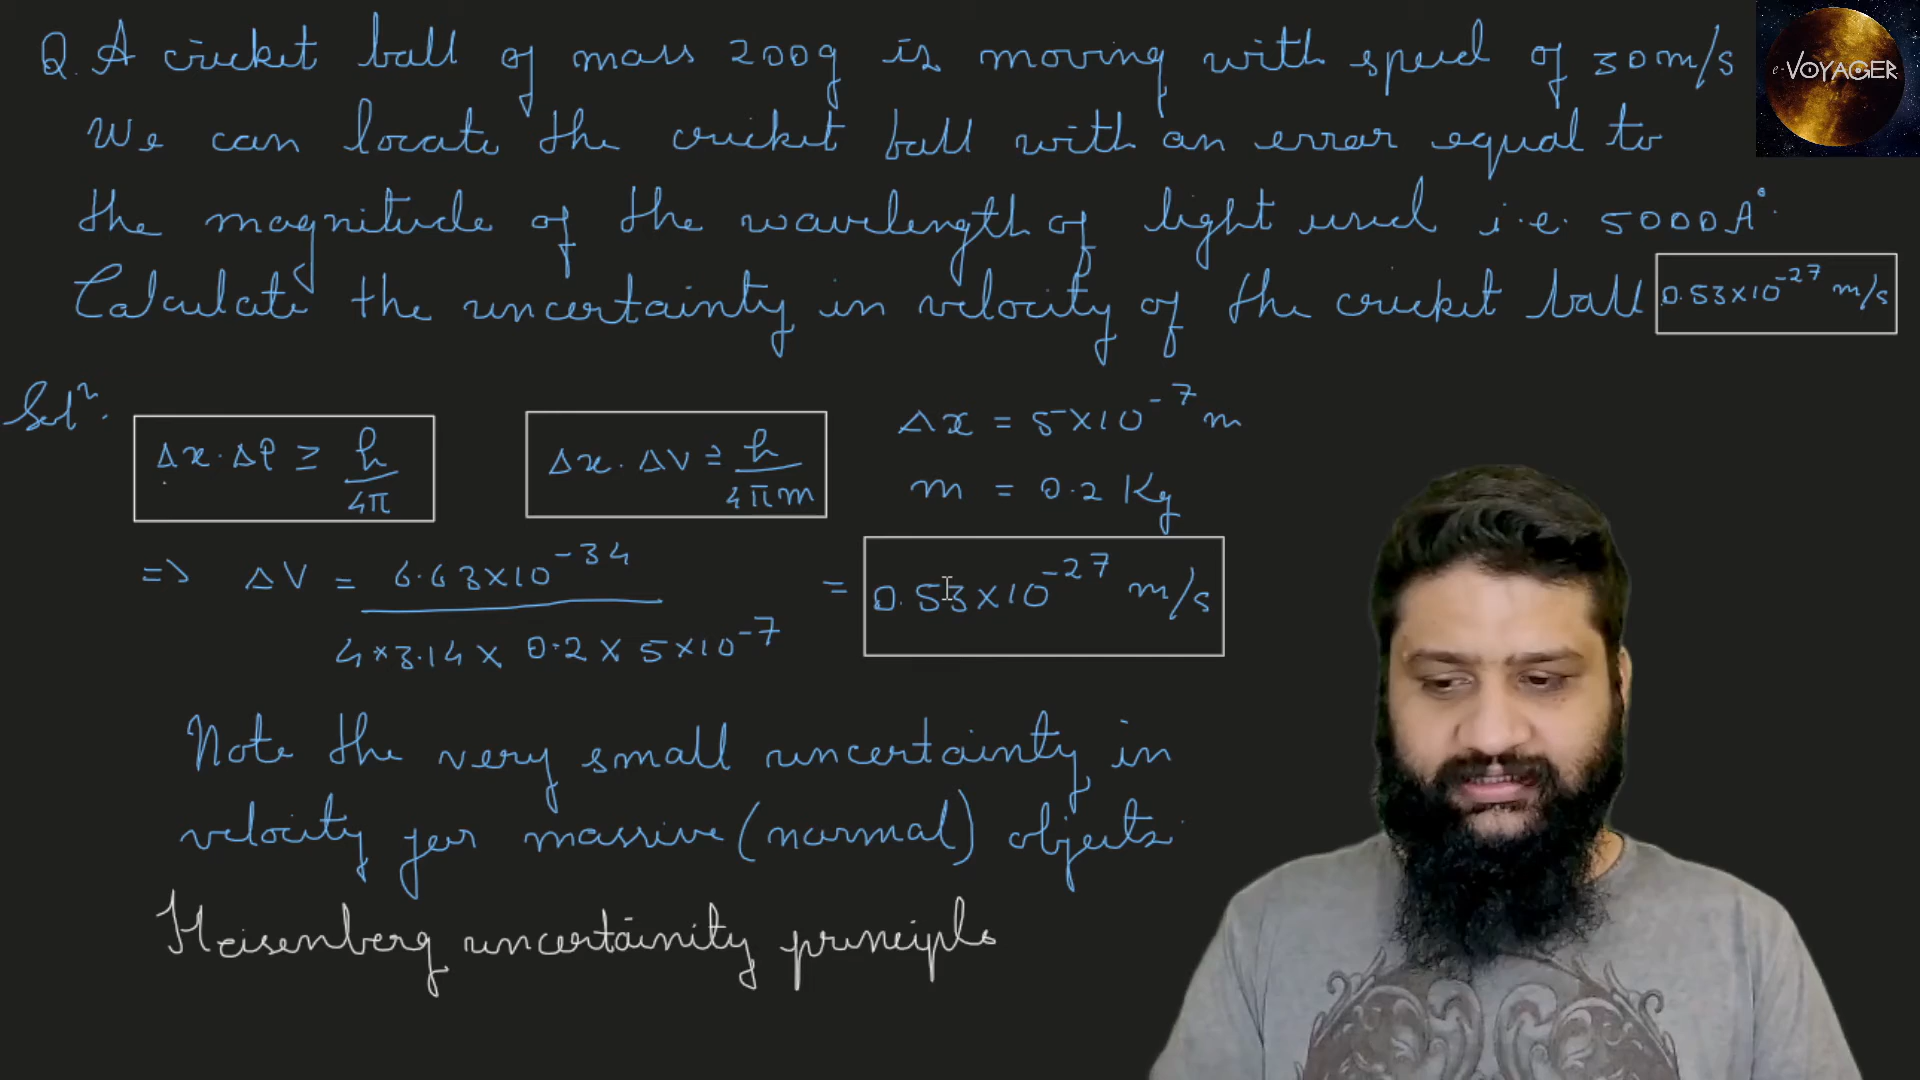 Q. A cricket ball of mass 200g is moving with speed of 30m/s
We can locate the cricket ball with an error equal to
the magnitude of the wavelength of light used i.e. 5000A°.
Calculate the uncertainty in velocity of the cricket ball 0.53×10⁻²⁷ m/s
e-VOYAGER
Solⁿ.
Δx·ΔP ≥ h/4π
Δx·ΔV ≥ h/4πm
Δx = 5×10⁻⁷ m
m = 0.2 Kg
=> ΔV = 6.63×10⁻³⁴ / 4×3.14× 0.2× 5×10⁻⁷ = 0.53×10⁻²⁷ m/s
Note the very small uncertainty in
velocity for massive (normal) objects.
Heisenberg uncertainity principle